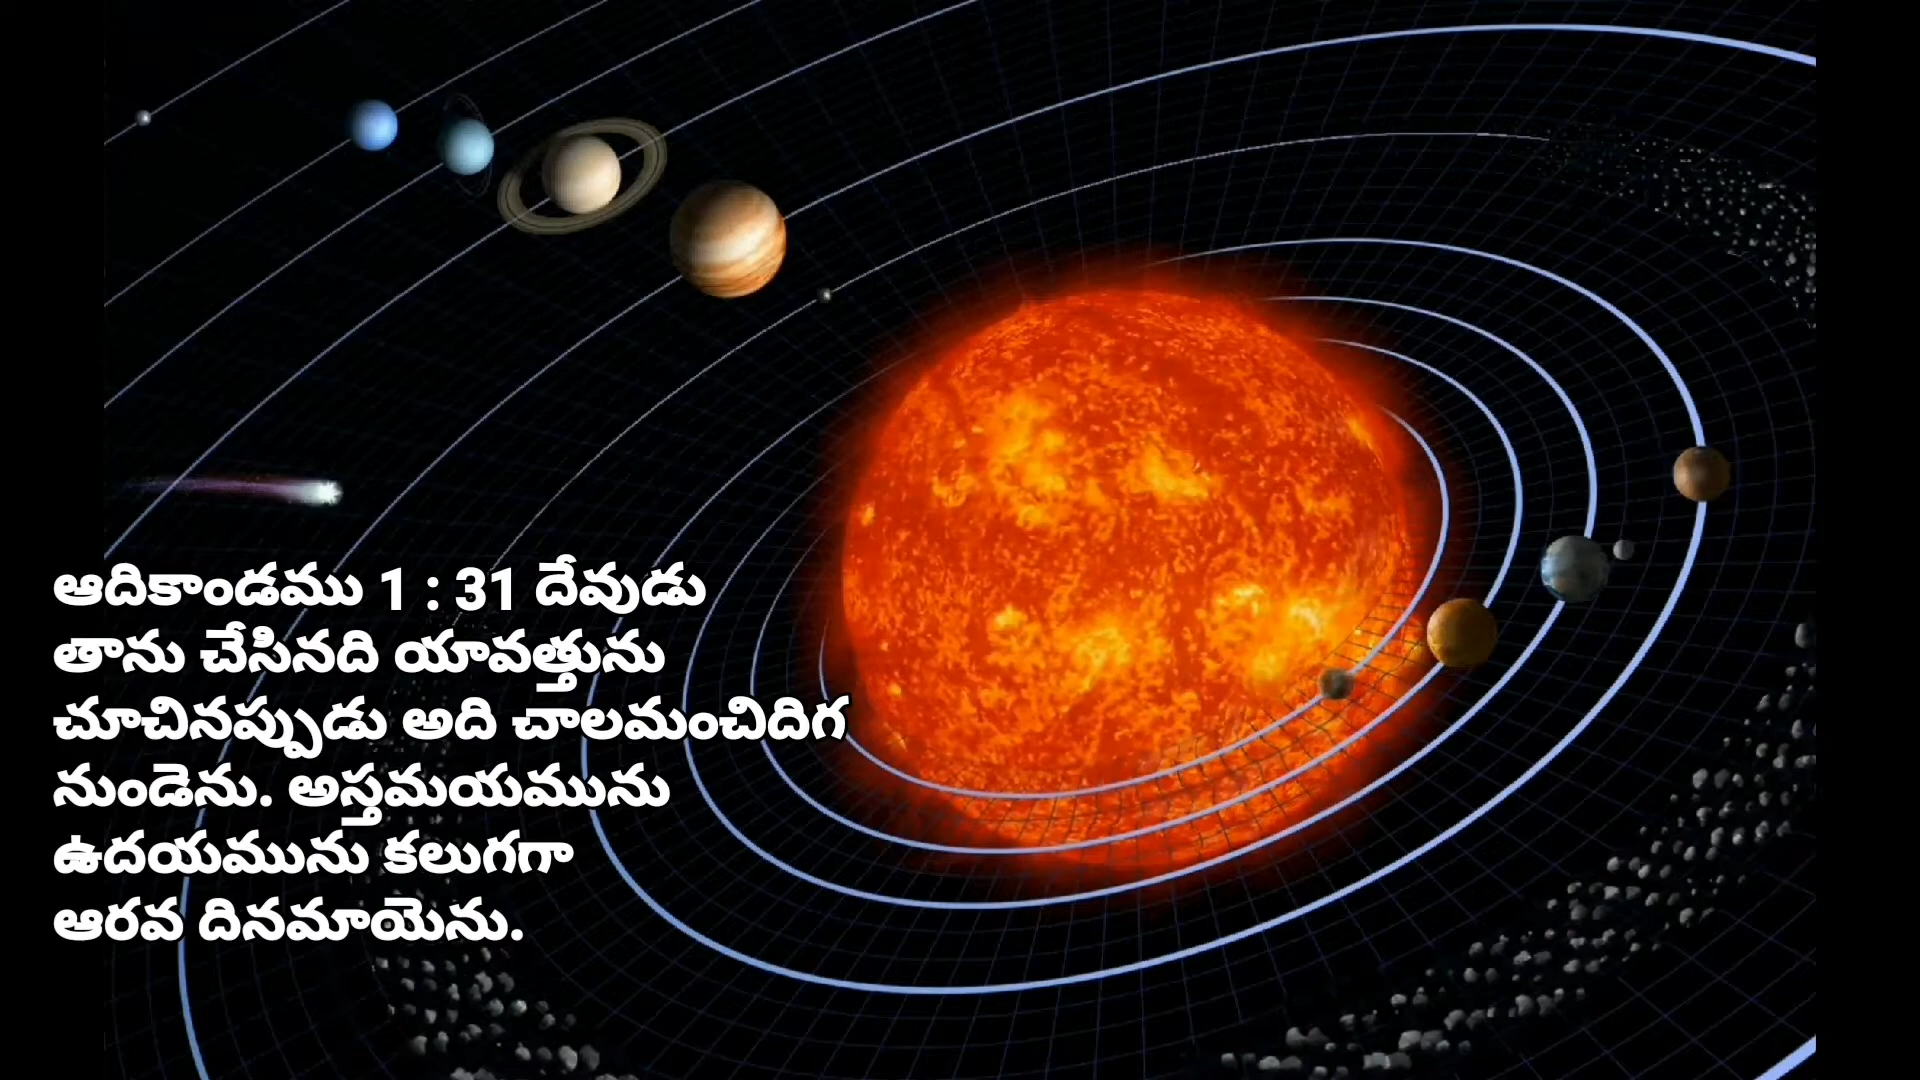 ఆదికాండము 1 : 31 దేవుడు
తాను చేసినది యావత్తును
చూచినప్పుడు అది చాలమంచిదిగ
నుండెను. అస్తమయమును
ఉదయమును కలుగగా
ఆరవ దినమాయెను.